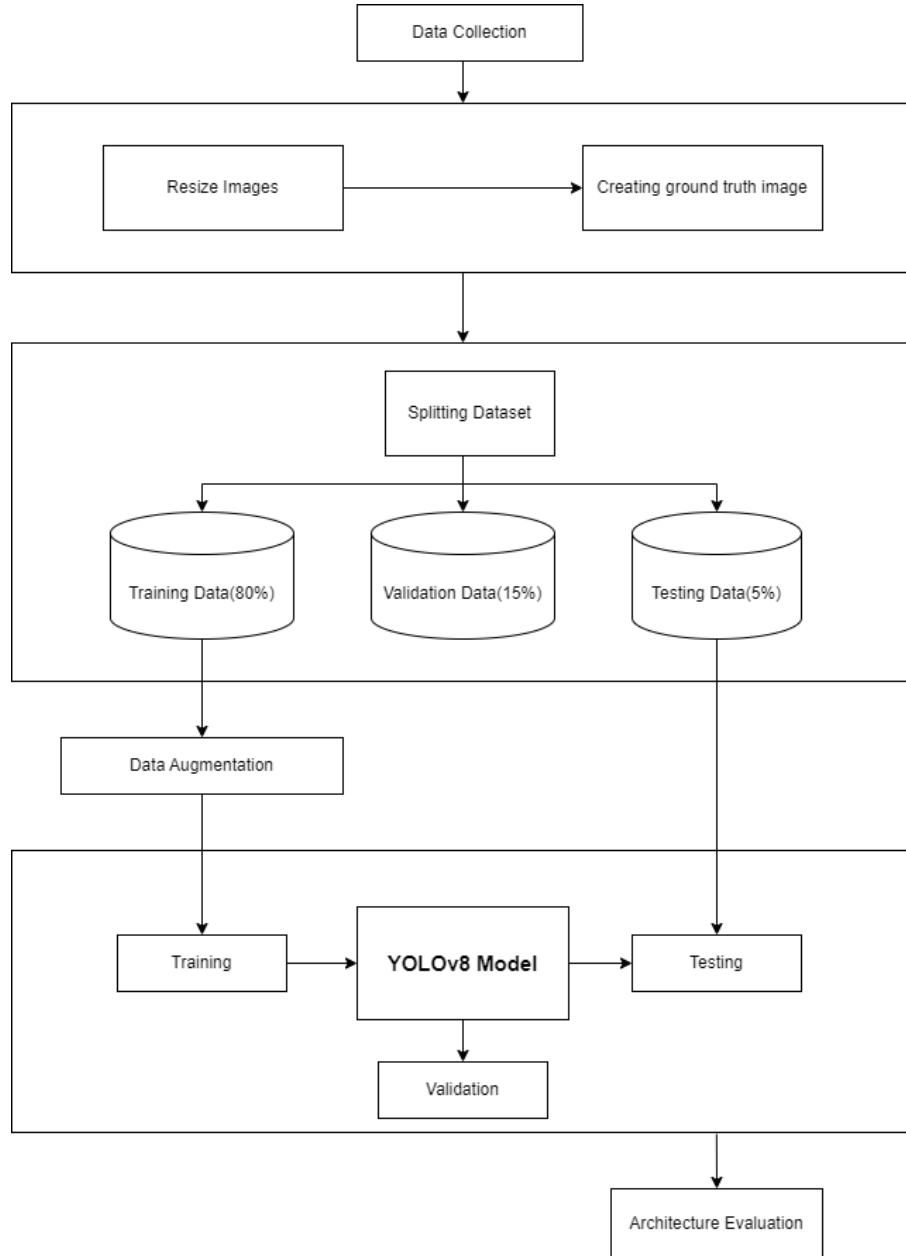 Data Collection
Resize Images
Creating ground truth image
Splitting Dataset
Training Data(80%)
Validation Data(15%)
Testing Data(5%)
Data Augmentation
Training
YOLOv8 Model
Testing
Validation
Architecture Evaluation